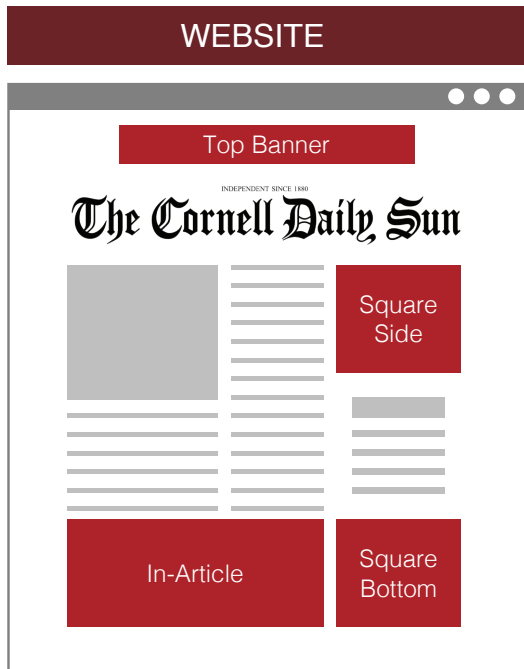 WEBSITE
Top Banner
INDEPENDENT SINCE 1880
The Cornell Daily Sun
Square
Side
In-Article
Square
Bottom